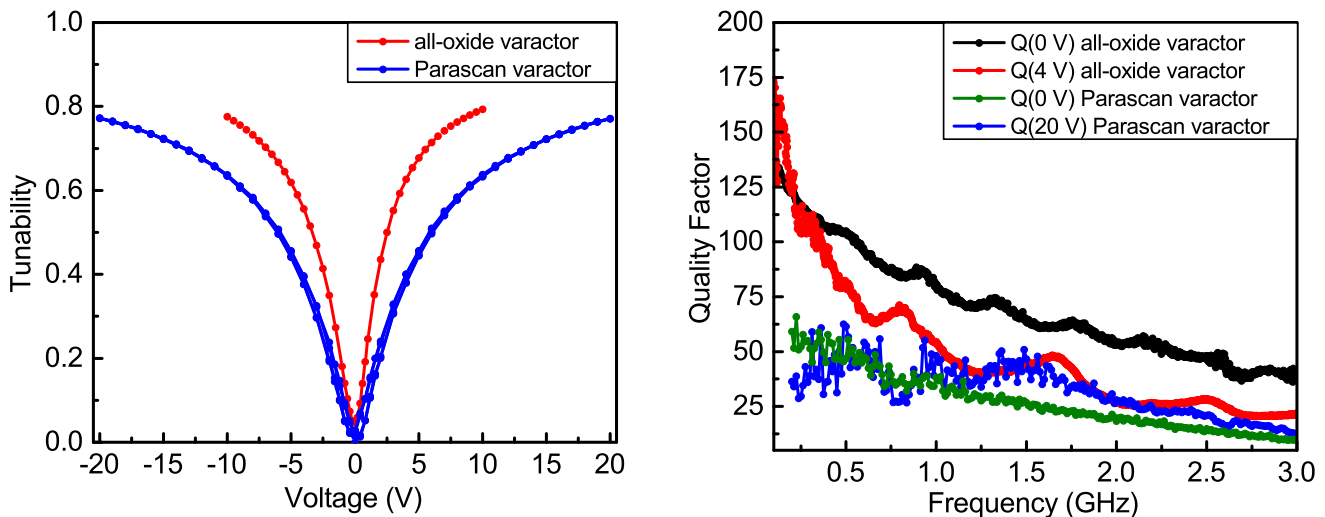 1.0
0.8
0.6
0.4
0.2
0.0
Tunability
-20 -15 -10 -5 0 5 10 15 20
Voltage (V)
all-oxide varactor
Parascan varactor
200
175
150
125
100
75
50
25
Quality Factor
0.5 1.0 1.5 2.0 2.5 3.0
Frequency (GHz)
Q(0 V) all-oxide varactor
Q(4 V) all-oxide varactor
Q(0 V) Parascan varactor
Q(20 V) Parascan varactor